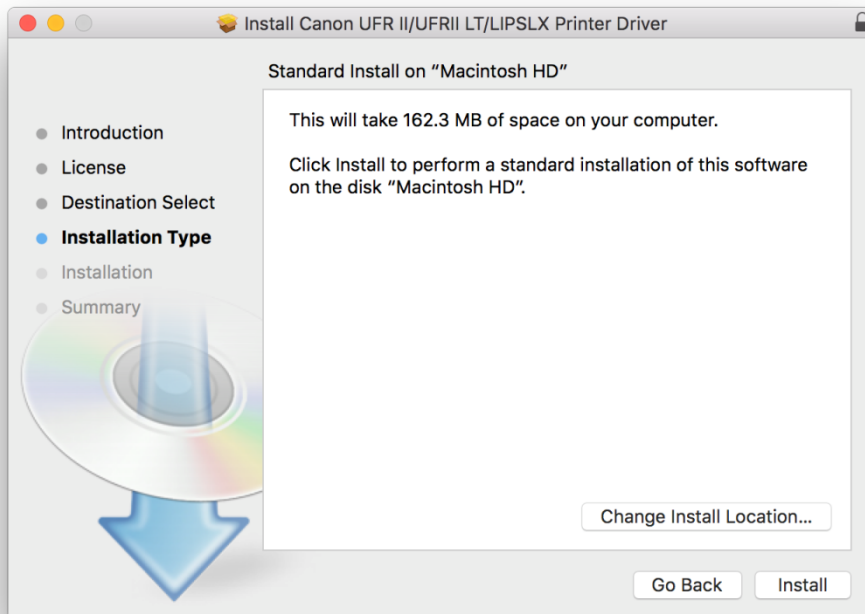 Install Canon UFR II/UFRII LT/LIPSLX Printer Driver
Standard Install on “Macintosh HD”
Introduction
License
Destination Select
Installation Type
Installation
Summary
This will take 162.3 MB of space on your computer.
Click Install to perform a standard installation of this software
on the disk “Macintosh HD”.
Change Install Location...
Go Back
Install